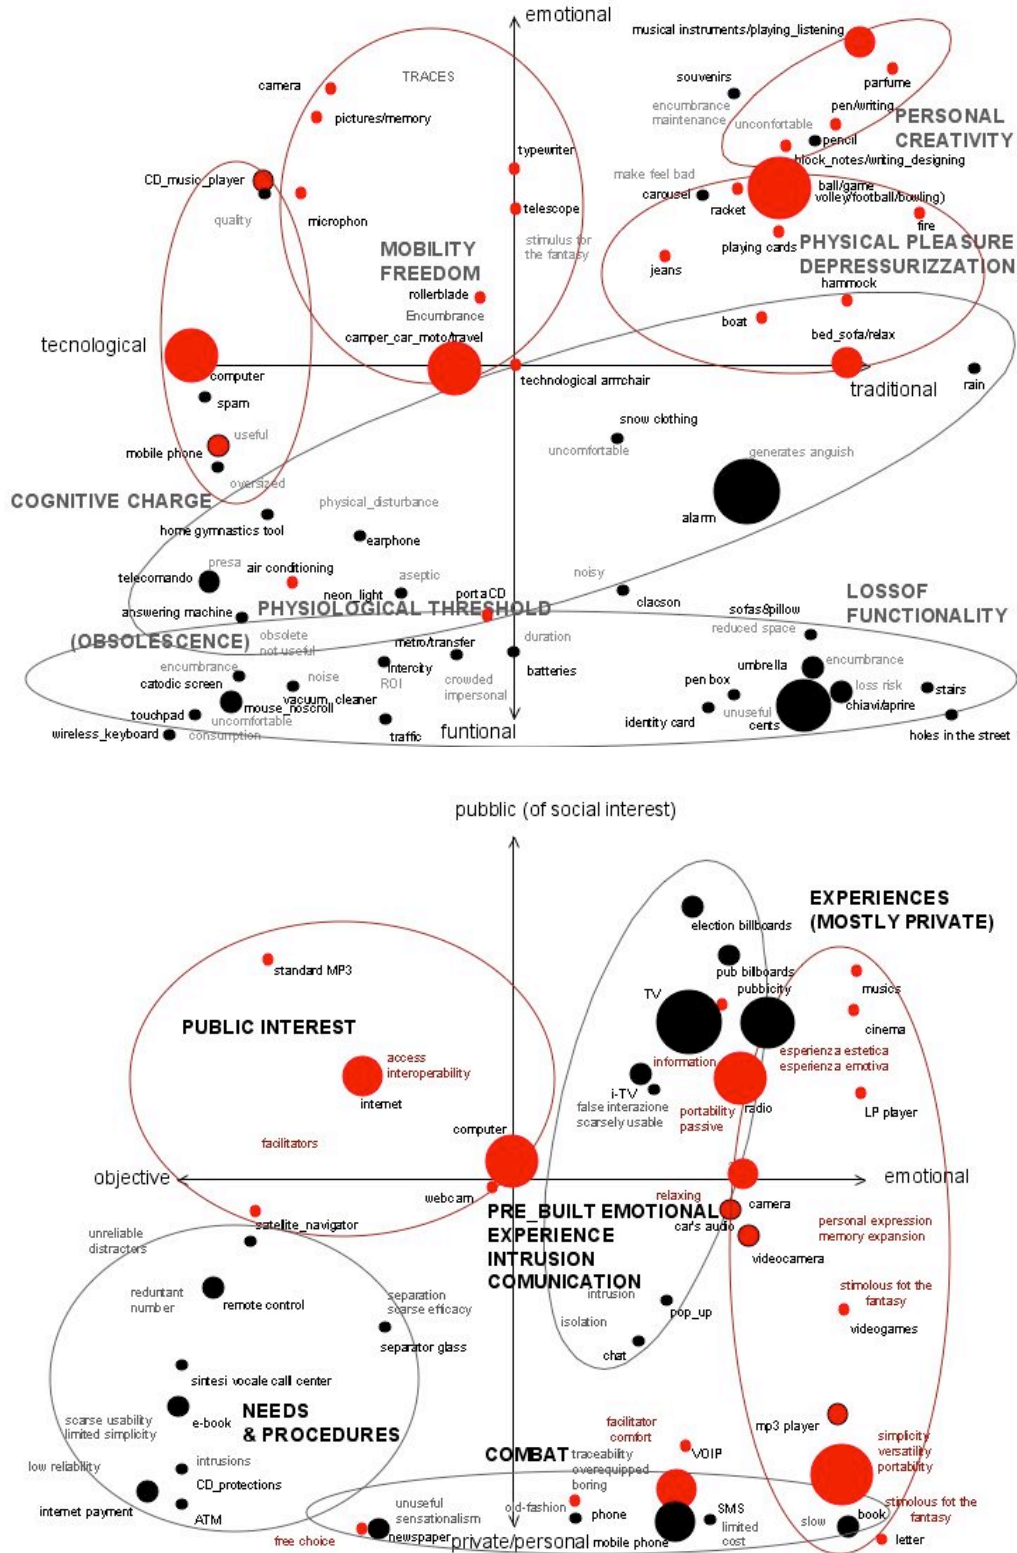 emotional
musical instruments/playing_listening
camera
TRACES
souvenirs
parfume
encumbrance
maintenance
pen/writing
pictures/memory
PERSONAL
CREATIVITY
unconfortable
pencil
typewriter
block_notes/writing_designing
CD_music_player
make feel bad
carousel
ball/game
volley/football/bowling)
racket
quality
microphon
telescope
fire
stimulus for
the fantasy
playing cards
MOBILITY
FREEDOM
PHYSICAL PLEASURE
DEPRESSURIZZATION
jeans
hammock
rollerblade
Encumbrance
boat
camper_car_moto/travel
bed_sofa/relax
tecnological
computer
technological armchair
traditional
rain
spam
snow clothing
useful
mobile phone
uncomfortable
generates anguish
oversized
COGNITIVE CHARGE
physical_disturbance
alarm
home gymnastics tool
earphone
presa
telecomando
air conditioning
aseptic
noisy
neon_light
portaCD
clacson
LOSSOF
FUNCTIONALITY
answering machine
PHYSIOLOGICAL THRESHOLD
(OBSOLESCENCE)
sofas&pillow
reduced space
obsolete
not useful
metro/transfer
duration
encumbrance
intercity
ROI
crowded
impersonal
batteries
umbrella
encumbrance
catodic screen
noise
vacuum_cleaner
pen box
loss risk
stairs
mouse_noscroll
chiavi/aprire
touchpad
uncomfortable
identity card
unuseful
cents
wireless_keyboard
consumption
traffic
funtional
holes in the street
pubblic (of social interest)
EXPERIENCES
(MOSTLY PRIVATE)
election billboards
standard MP3
pub billboards
musics
TV
pubbicity
PUBLIC INTEREST
cinema
access
interoperability
information
esperienza estetica
esperienza emotiva
internet
i-TV
radio
LP player
false interazione
scarsely usable
portability
passive
computer
facilitators
objective
emotional
webcam
relaxing
camera
satellite_navigator
PRE_BUILT EMOTIONAL
EXPERIENCE
INTRUSION
COMUNICATION
car's audio
personal expression
memory expansion
unreliable
distractors
videocamera
reduntant
number
remote control
separation
scarse efficacy
intrusion
stimolous fot the
fantasy
pop_up
isolation
videogames
separator glass
chat
sintesi vocale call center
e-book
NEEDS
& PROCEDURES
mp3 player
scarse usability
limited simplicity
facilitator
comfort
simplicity
versatility
portability
low reliability
intrusions
COMBAT
traceability
overequipped
boring
VOIP
CD_protections
internet payment
ATM
unuseful
sensationalism
old-fashion
phone
SMS
limited
cost
slow
book
stimolous fot the
fantasy
free choice
newspaper
private/personal
mobile phone
letter